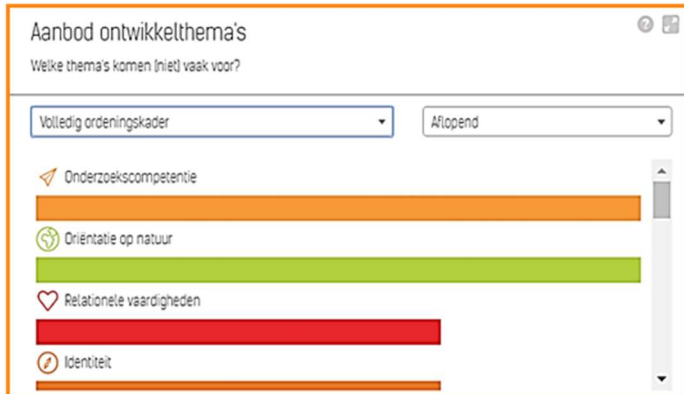 Aanbod ontwikkelthema's
Welke thema's komen (niet) vaak voor?
Volledig ordeningskader
Aflopend
Onderzoekscompetentie
Oriëntatie op natuur
Relationele vaardigheden
Identiteit